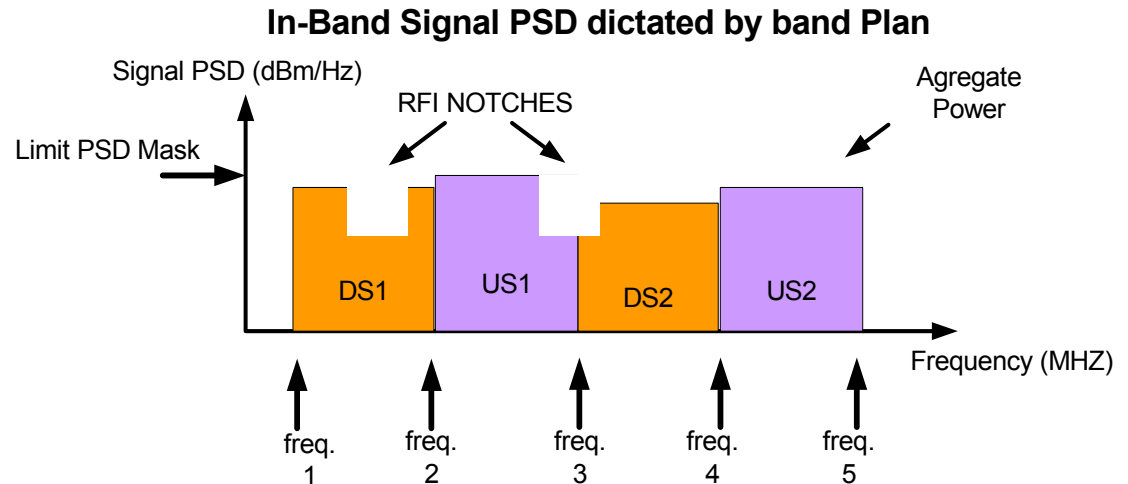 In-Band Signal PSD dictated by band Plan
Signal PSD (dBm/Hz)
RFI NOTCHES
Agregate
Power
Limit PSD Mask
DS1
US1
DS2
US2
Frequency (MHZ)
freq.
1
freq.
2
freq.
3
freq.
4
freq.
5